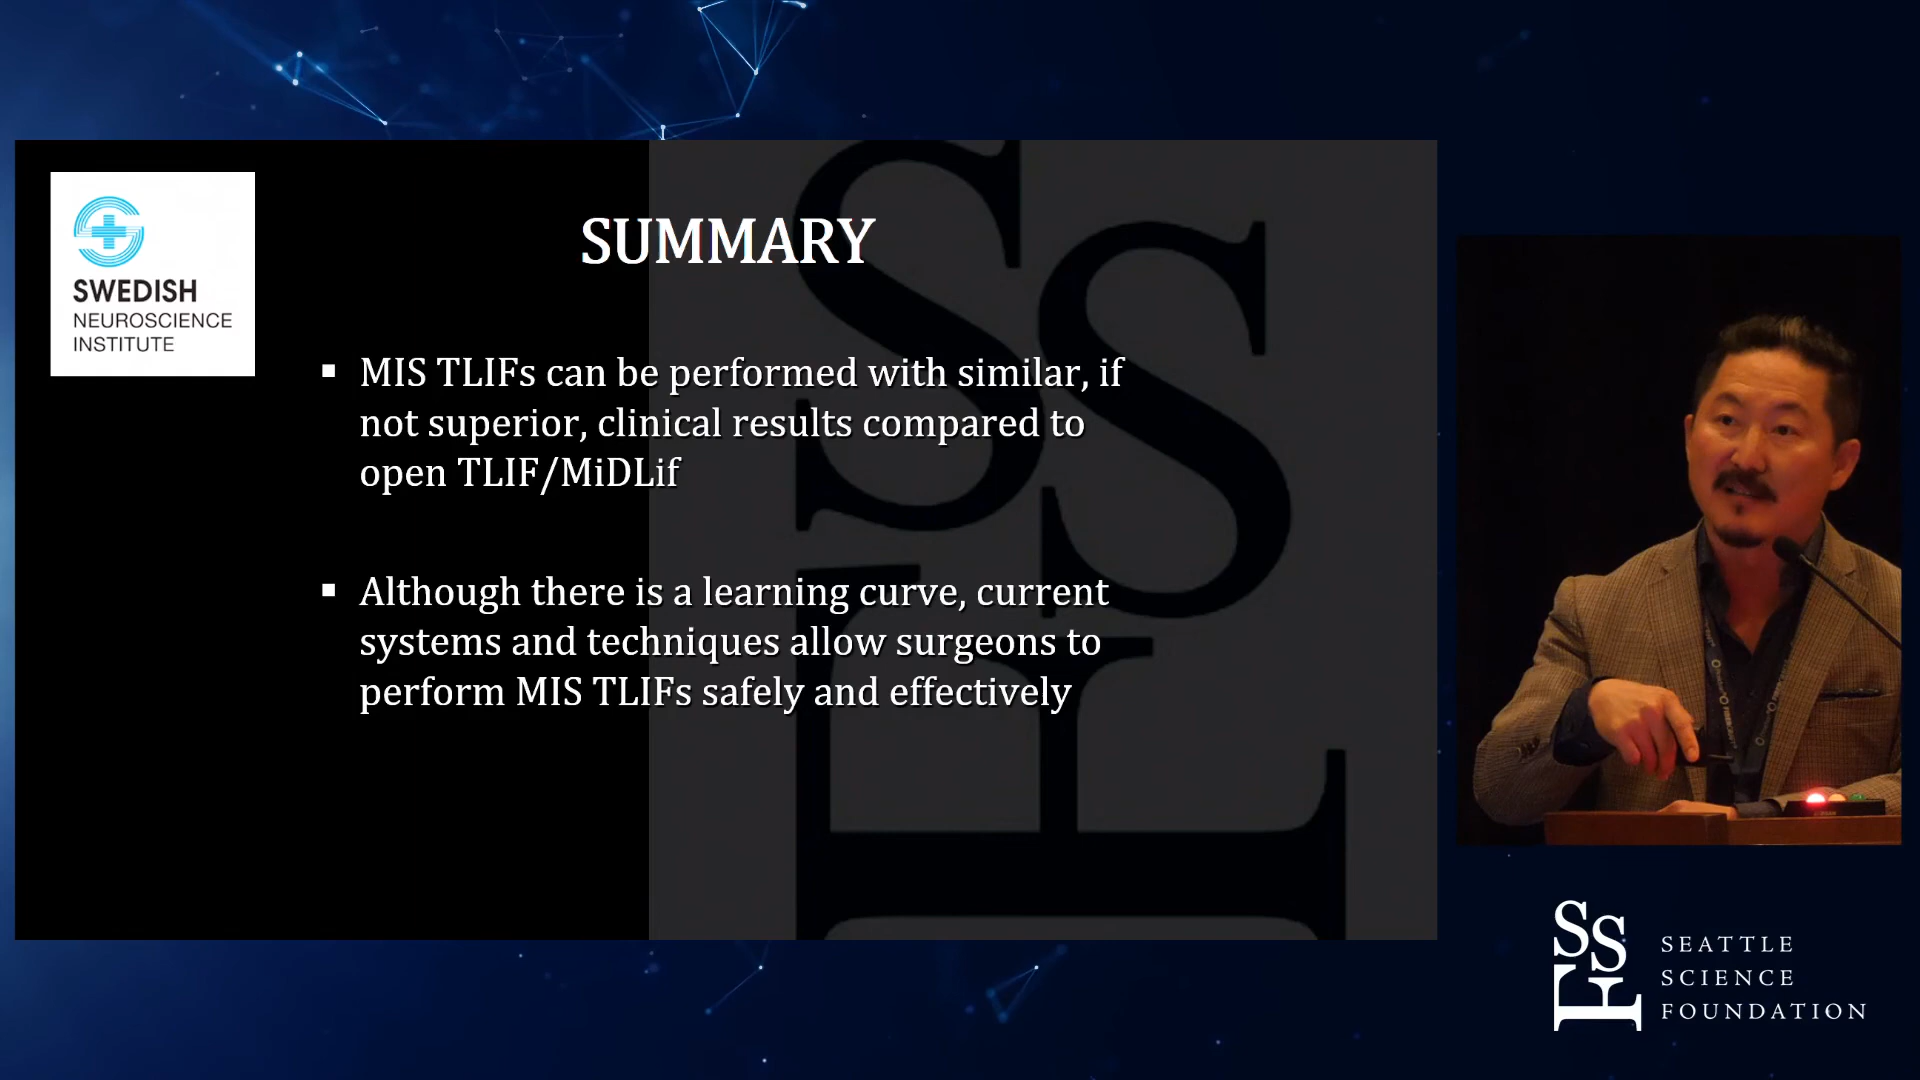 SWEDISH
NEUROSCIENCE
INSTITUTE
SUMMARY
▪ MIS TLIFs can be performed with similar, if
not superior, clinical results compared to
open TLIF/MiDLif
▪ Although there is a learning curve, current
systems and techniques allow surgeons to
perform MIS TLIFs safely and effectively
SSF
SSF
SEATTLE
SCIENCE
FOUNDATION